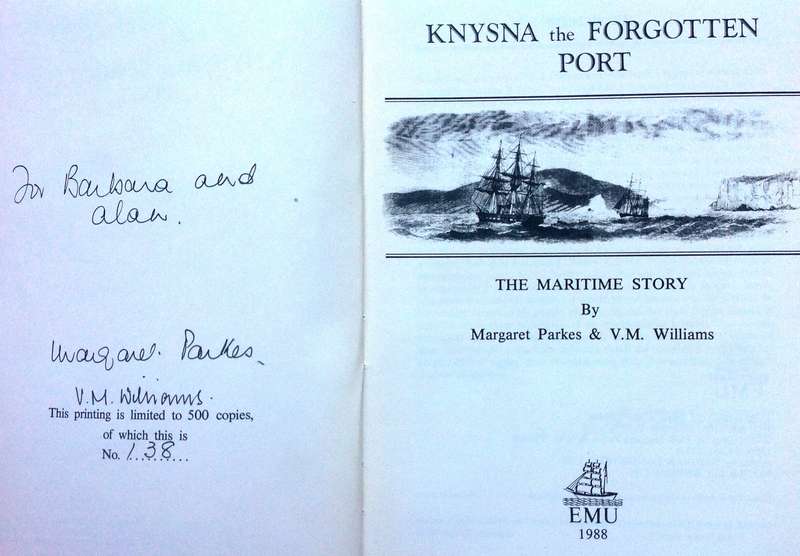 For Barbara and
Alan.
Margaret Parkes.
V.M. Williams.
This printing is limited to 500 copies,
of which this is
No. 138
KNYSNA the FORGOTTEN
PORT
THE MARITIME STORY
By
Margaret Parkes & V.M. Williams
EMU
1988